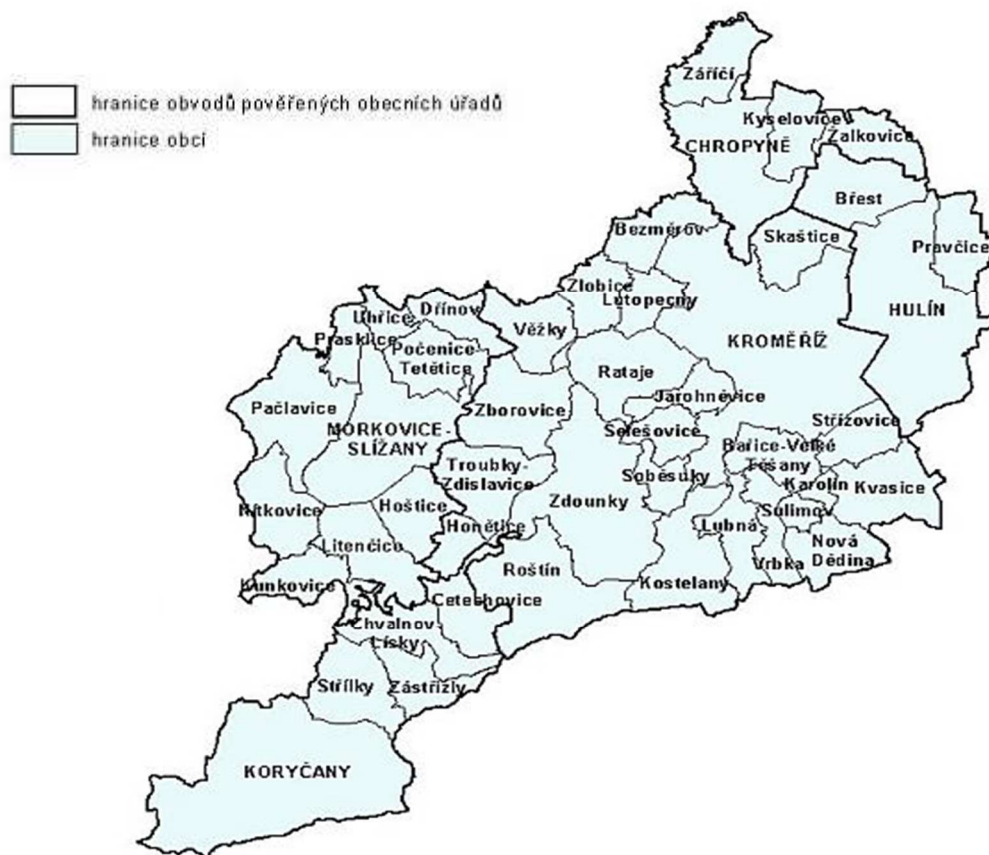 hranice obvodů pověřených obecních úřadů
hranice obcí
Záříčí
Kyselovice
CHROPYNĚ
Žalkovice
Břest
Bezměrov
Skaštice
Pravčice
Zlobice
Lutopecny
HULÍN
Dřínov
Uhřice
Prasklice
Věžky
KROMĚŘÍŽ
Počenice-
Tetětice
Rataje
Jarohněvice
Pačlavice
Zborovice
Střížovice
MORKOVICE-
SLÍŽANY
Selešovice
Bařice-Velké
Těšany
Troubky-
Zdislavice
Soběsuky
Karolín
Kvasice
Hoštice
Zdounky
Nítkovice
Sulimov
Honětice
Lubná
Litenčice
Nová
Dědina
Vrbka
Roštín
Kunkovice
Kostelany
Cetechovice
Chvalnov
Lísky
Střílky
Zástřizly
KORYČANY